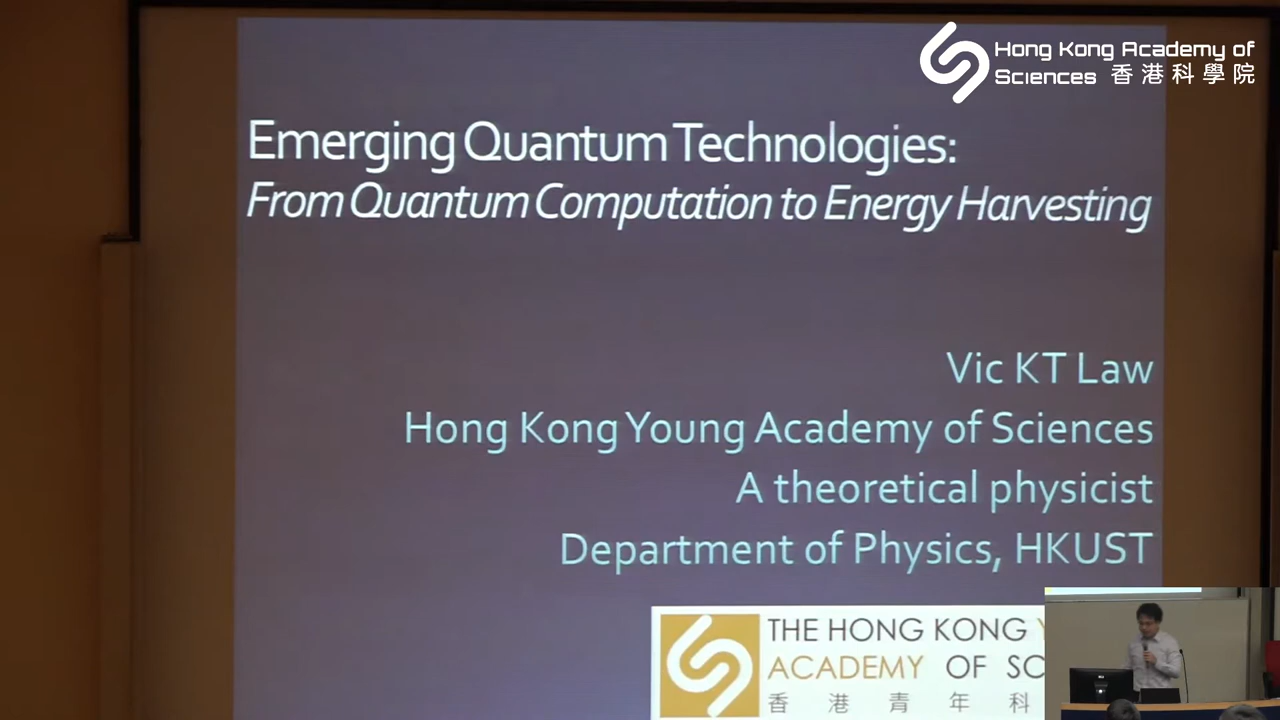 Hong Kong Academy of
Sciences 香港科學院
Emerging Quantum Technologies:
From Quantum Computation to Energy Harvesting
Vic KT Law
Hong Kong Young Academy of Sciences
A theoretical physicist
Department of Physics, HKUST
THE HONG KONG
ACADEMY OF SC
香港青年科